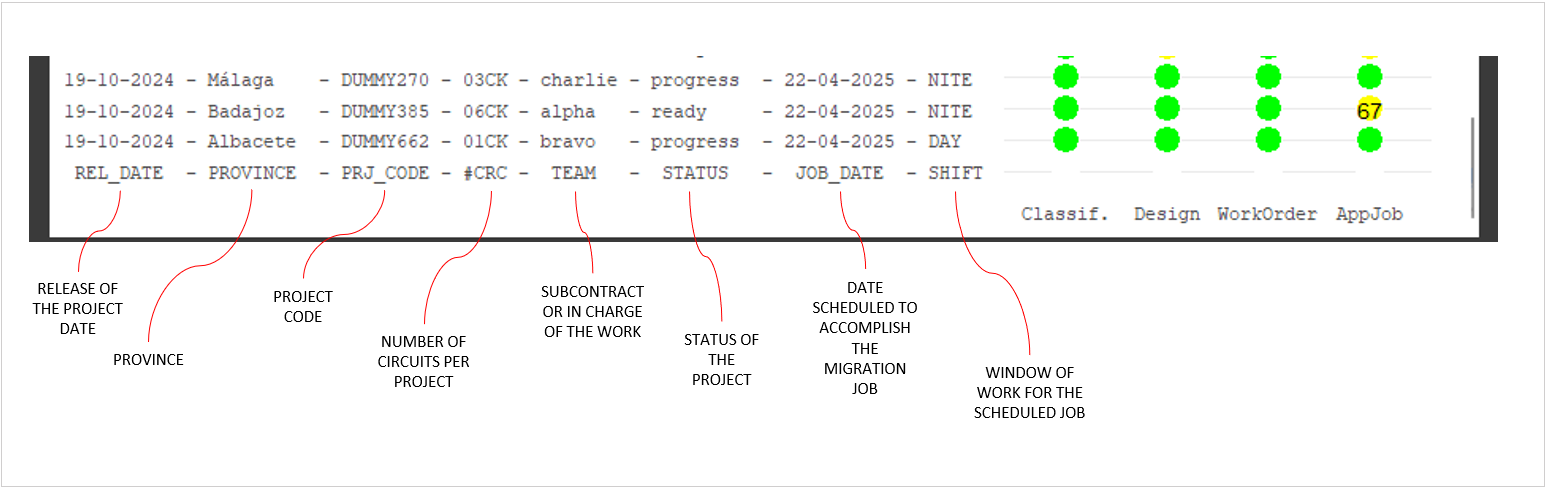 19-10-2024 - Málaga - DUMMY270 - 03CK - charlie - progress - 22-04-2025 - NITE
19-10-2024 - Badajoz - DUMMY385 - 06CK - alpha - ready - 22-04-2025 - NITE
67
19-10-2024 - Albacete - DUMMY662 - 01CK - bravo - progress - 22-04-2025 - DAY
REL_DATE - PROVINCE - PRJ_CODE - #CRC - TEAM - STATUS - JOB_DATE - SHIFT
Classif. Design WorkOrder AppJob
RELEASE OF
THE PROJECT
DATE
PROVINCE
PROJECT
CODE
NUMBER OF
CIRCUITS PER
PROJECT
SUBCONTRACT
OR IN CHARGE
OF THE WORK
STATUS OF
THE
PROJECT
DATE
SCHEDULED TO
ACCOMPLISH
THE
MIGRATION
JOB
WINDOW OF
WORK FOR THE
SCHEDULED JOB